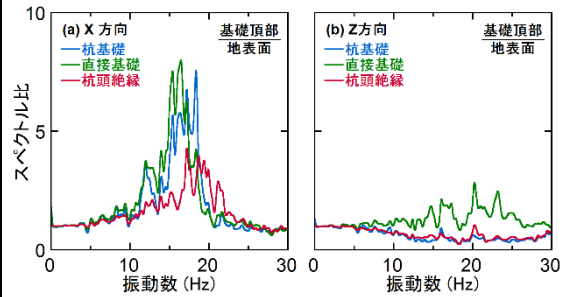 (a) X 方向
基礎頂部
地表面
杭基礎
直接基礎
杭頭絶縁
(b) Z方向
基礎頂部
地表面
杭基礎
直接基礎
杭頭絶縁
スペクトル比
10
5
0
0 10 20 30
0 10 20 30
振動数 (Hz)
振動数 (Hz)